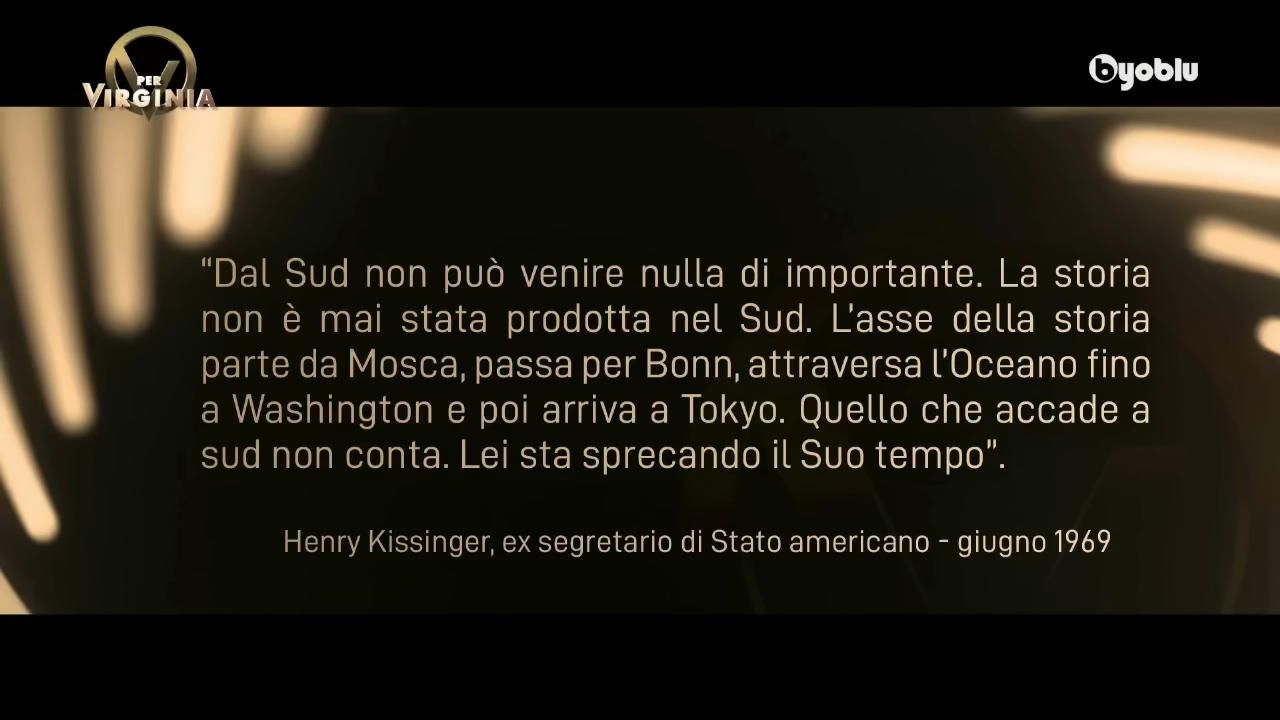 PER
VIRGINIA
byoblu
“Dal Sud non può venire nulla di importante. La storia
non è mai stata prodotta nel Sud. L’asse della storia
parte da Mosca, passa per Bonn, attraversa l’Oceano fino
a Washington e poi arriva a Tokyo. Quello che accade a
sud non conta. Lei sta sprecando il Suo tempo”.
Henry Kissinger, ex segretario di Stato americano - giugno 1969